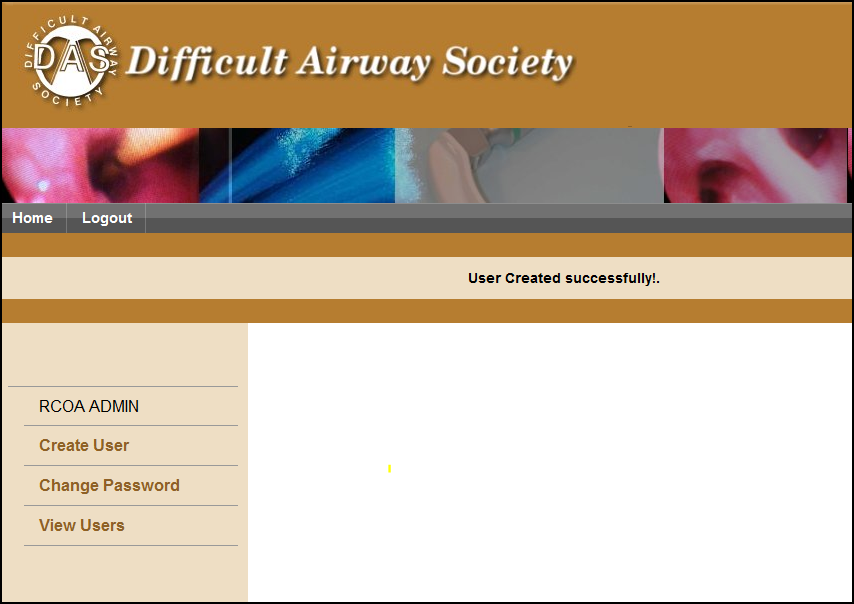 DIFFICULT AIRWAY
DAS
SOCIETY
Difficult Airway Society
Home Logout
User Created successfully!.
RCOA ADMIN
Create User
Change Password
View Users